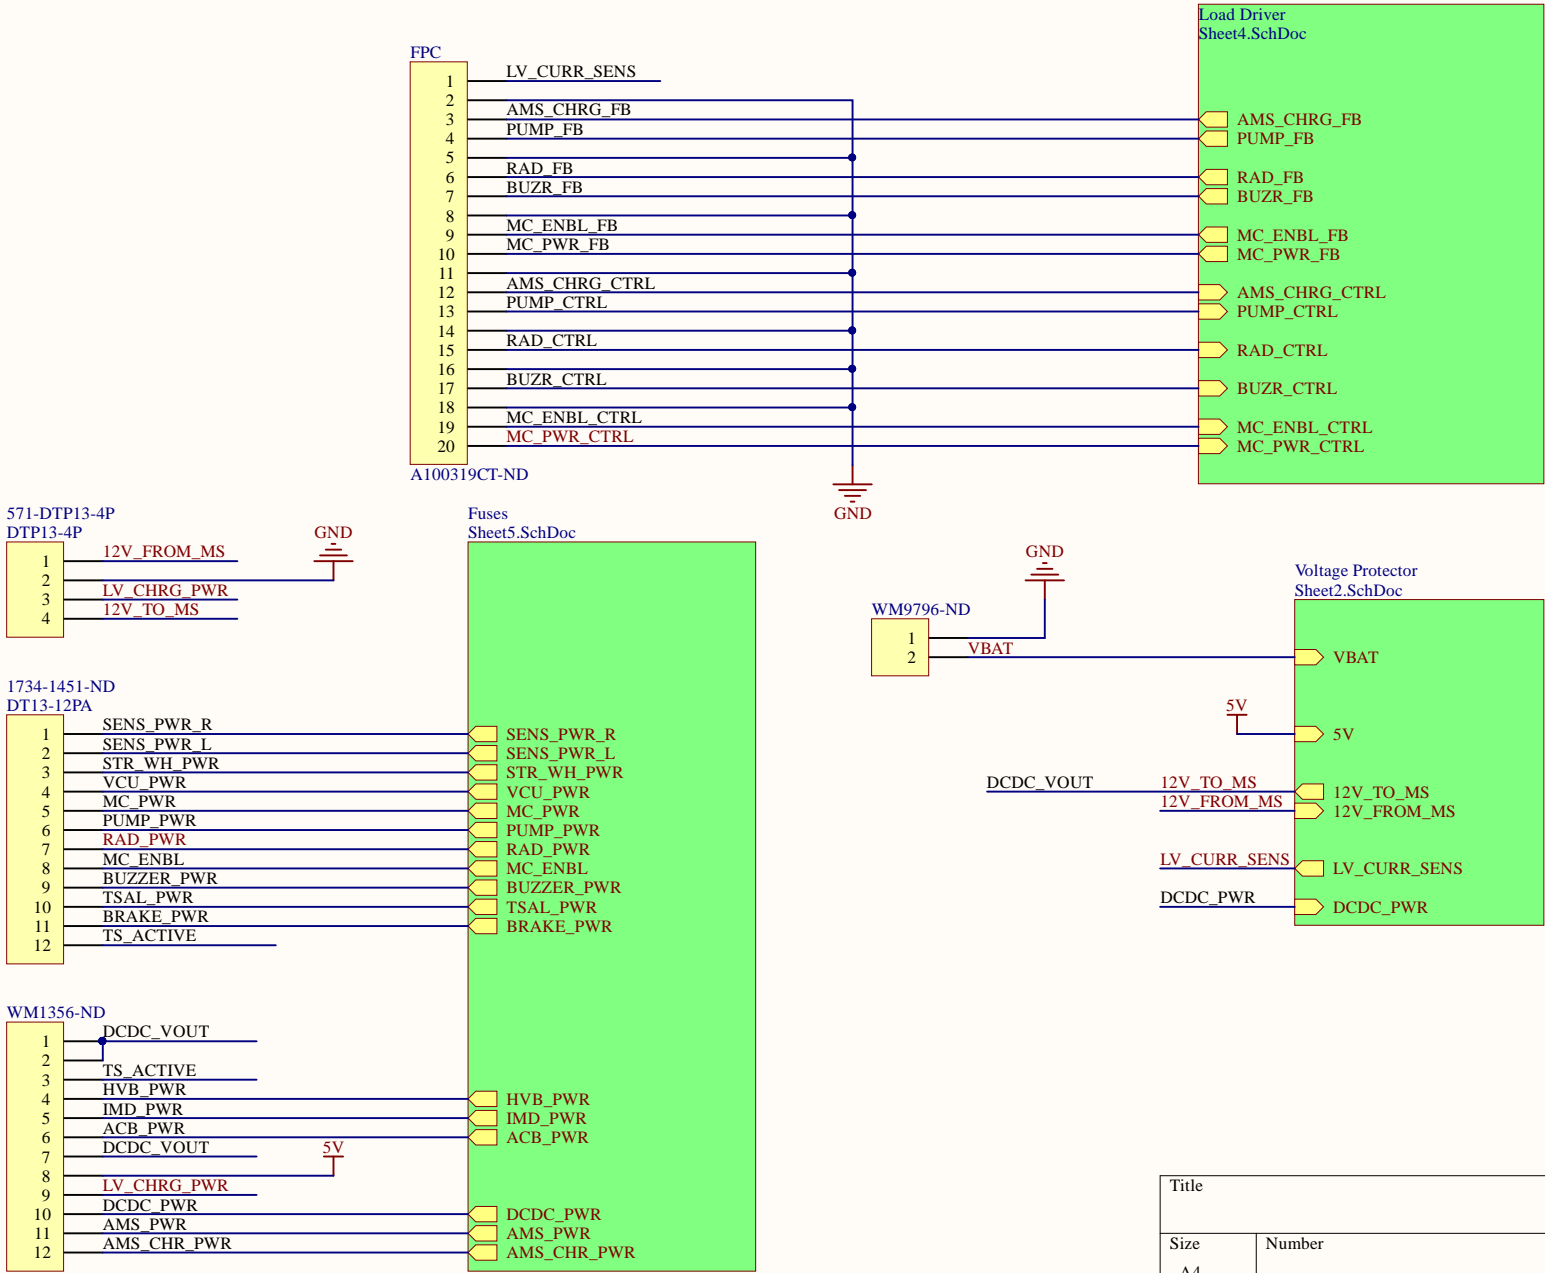 Load Driver
Sheet4.SchDoc
FPC
1 LV_CURR_SENS
2
3 AMS_CHRG_FB AMS_CHRG_FB
4 PUMP_FB PUMP_FB
5
6 RAD_FB RAD_FB
7 BUZR_FB BUZR_FB
8
9 MC_ENBL_FB MC_ENBL_FB
10 MC_PWR_FB MC_PWR_FB
11
12 AMS_CHRG_CTRL AMS_CHRG_CTRL
13 PUMP_CTRL PUMP_CTRL
14
15 RAD_CTRL RAD_CTRL
16
17 BUZR_CTRL BUZR_CTRL
18
19 MC_ENBL_CTRL MC_ENBL_CTRL
20 MC_PWR_CTRL MC_PWR_CTRL
A100319CT-ND
GND
571-DTP13-4P
DTP13-4P
GND
1 12V_FROM_MS
2
3 LV_CHRG_PWR
4 12V_TO_MS
Fuses
Sheet5.SchDoc
1734-1451-ND
DT13-12PA
1 SENS_PWR_R SENS_PWR_R
2 SENS_PWR_L SENS_PWR_L
3 STR_WH_PWR STR_WH_PWR
4 VCU_PWR VCU_PWR
5 MC_PWR MC_PWR
6 PUMP_PWR PUMP_PWR
7 RAD_PWR RAD_PWR
8 MC_ENBL MC_ENBL
9 BUZZER_PWR BUZZER_PWR
10 TSAL_PWR TSAL_PWR
11 BRAKE_PWR BRAKE_PWR
12 TS_ACTIVE
WM1356-ND
1 DCDC_VOUT
2
3 TS_ACTIVE
4 HVB_PWR HVB_PWR
5 IMD_PWR IMD_PWR
6 ACB_PWR ACB_PWR
7 DCDC_VOUT
8 5V
9 LV_CHRG_PWR
10 DCDC_PWR DCDC_PWR
11 AMS_PWR AMS_PWR
12 AMS_CHR_PWR AMS_CHR_PWR
GND
WM9796-ND
1
2 VBAT
Voltage Protector
Sheet2.SchDoc
VBAT
5V 5V
DCDC_VOUT 12V_TO_MS 12V_TO_MS
12V_FROM_MS 12V_FROM_MS
LV_CURR_SENS LV_CURR_SENS
DCDC_PWR DCDC_PWR
Title
Size Number
A4